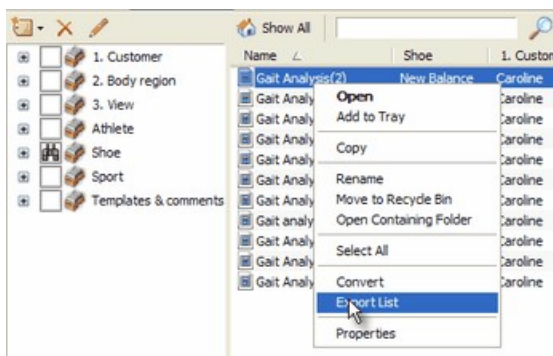 Show All
Name Shoe 1. Custom
1. Customer
2. Body region
3. View
Athlete
Shoe
Sport
Templates & comments
Gait Analysis(2) New Balance Caroline
Gait Analy Caroline
Gait Analy Caroline
Gait Analy Caroline
Gait Analy Caroline
Gait Analy Caroline
Gait Analy Caroline
Gait analy Caroline
Gait Analy Caroline
Gait Analy Caroline
Gait Analy Caroline
Open
Add to Tray
Copy
Rename
Move to Recycle Bin
Open Containing Folder
Select All
Convert
Export List
Properties